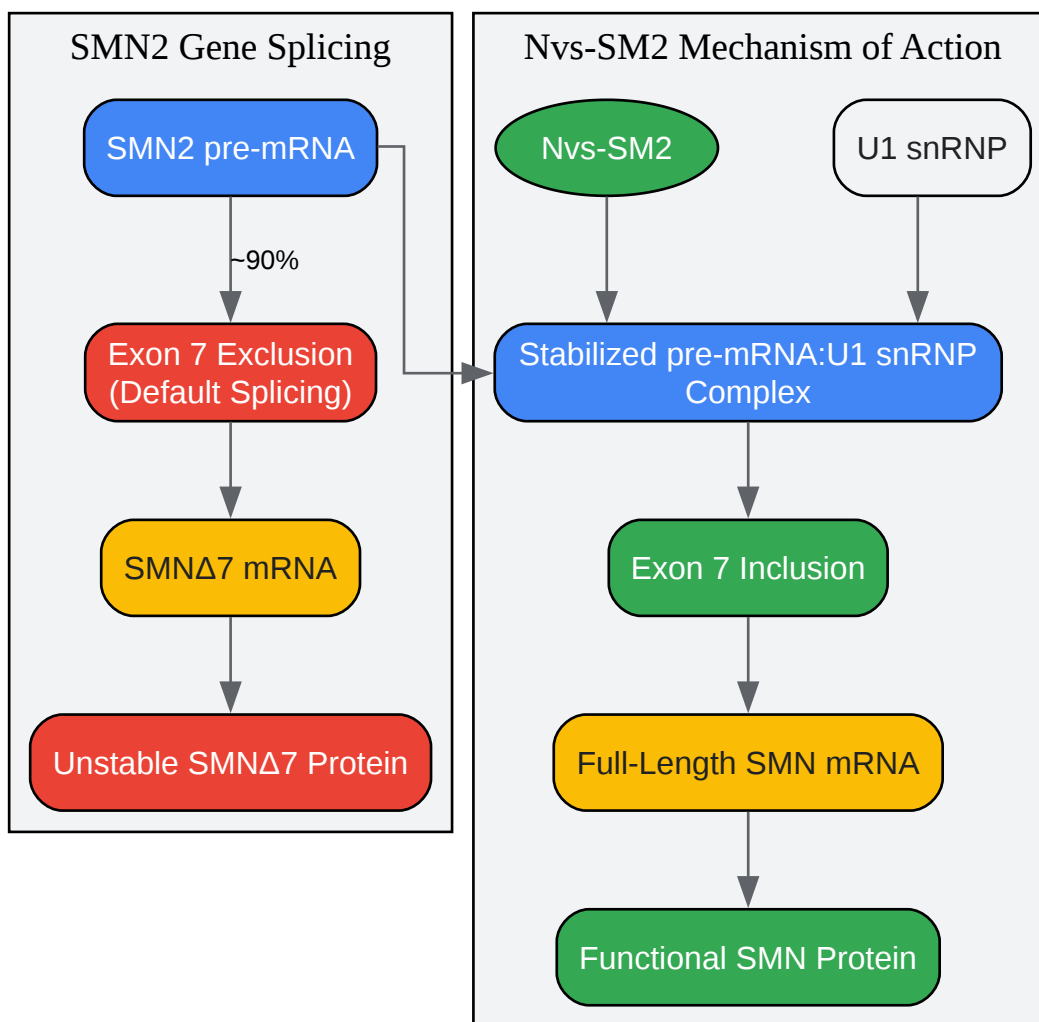 SMN2 Gene Splicing
SMN2 pre-mRNA
~90%
Exon 7 Exclusion
(Default Splicing)
SMNΔ7 mRNA
Unstable SMNΔ7 Protein
Nvs-SM2 Mechanism of Action
Nvs-SM2
U1 snRNP
Stabilized pre-mRNA:U1 snRNP
Complex
Exon 7 Inclusion
Full-Length SMN mRNA
Functional SMN Protein